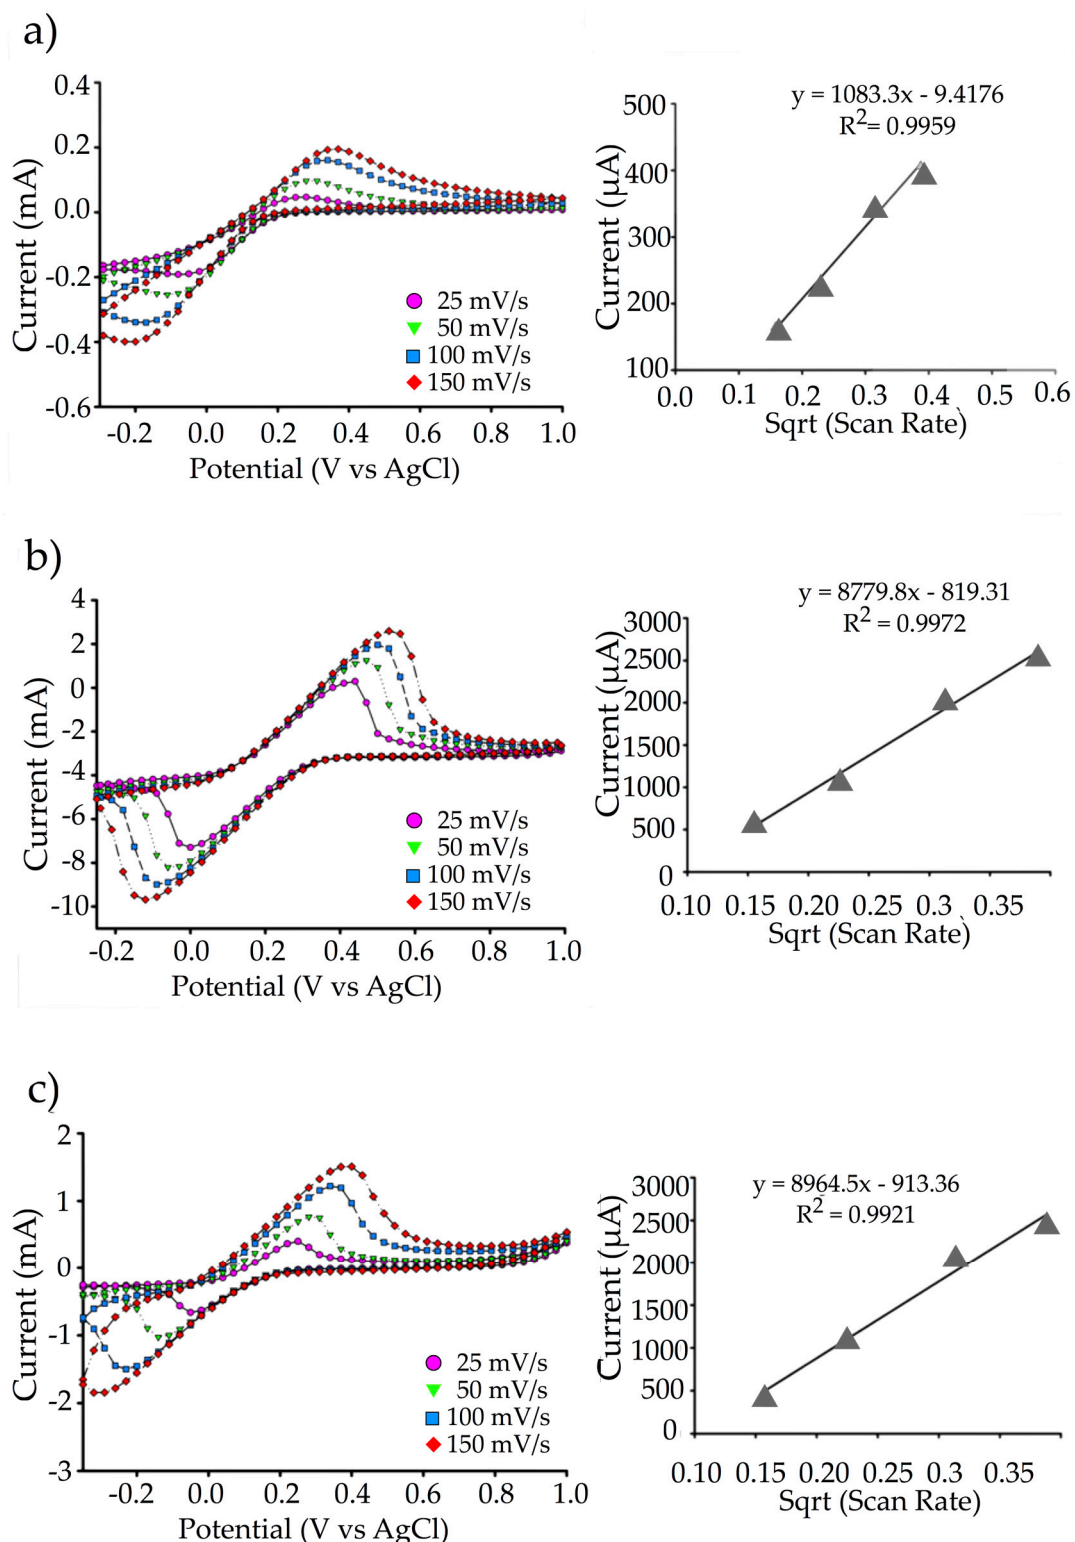 a)
0.4
0.2
0.0
-0.2
-0.4
-0.6
Current (mA)
25 mV/s
50 mV/s
100 mV/s
150 mV/s
-0.2 0.0 0.2 0.4 0.6 0.8 1.0
Potential (V vs AgCl)
y = 1083.3x - 9.4176
R2= 0.9959
500
400
300
200
100
Current (µA)
0.0 0.1 0.2 0.3 0.4 0.5 0.6
Sqrt (Scan Rate)
b)
4
2
0
-2
-4
-6
-8
-10
Current (mA)
25 mV/s
50 mV/s
100 mV/s
150 mV/s
-0.2 0.0 0.2 0.4 0.6 0.8 1.0
Potential (V vs AgCl)
y = 8779.8x - 819.31
R2 = 0.9972
3000
2500
2000
1500
1000
500
0
Current (µA)
0.10 0.15 0.20 0.25 0.3 0.35
Sqrt (Scan Rate)
c)
2
1
0
-1
-2
-3
Current (mA)
25 mV/s
50 mV/s
100 mV/s
150 mV/s
-0.2 0.0 0.2 0.4 0.6 0.8 1.0
Potential (V vs AgCl)
y = 8964.5x - 913.36
R2 = 0.9921
3000
2500
2000
1500
1000
500
0
Current (µA)
0.10 0.15 0.20 0.25 0.3 0.35
Sqrt (Scan Rate)